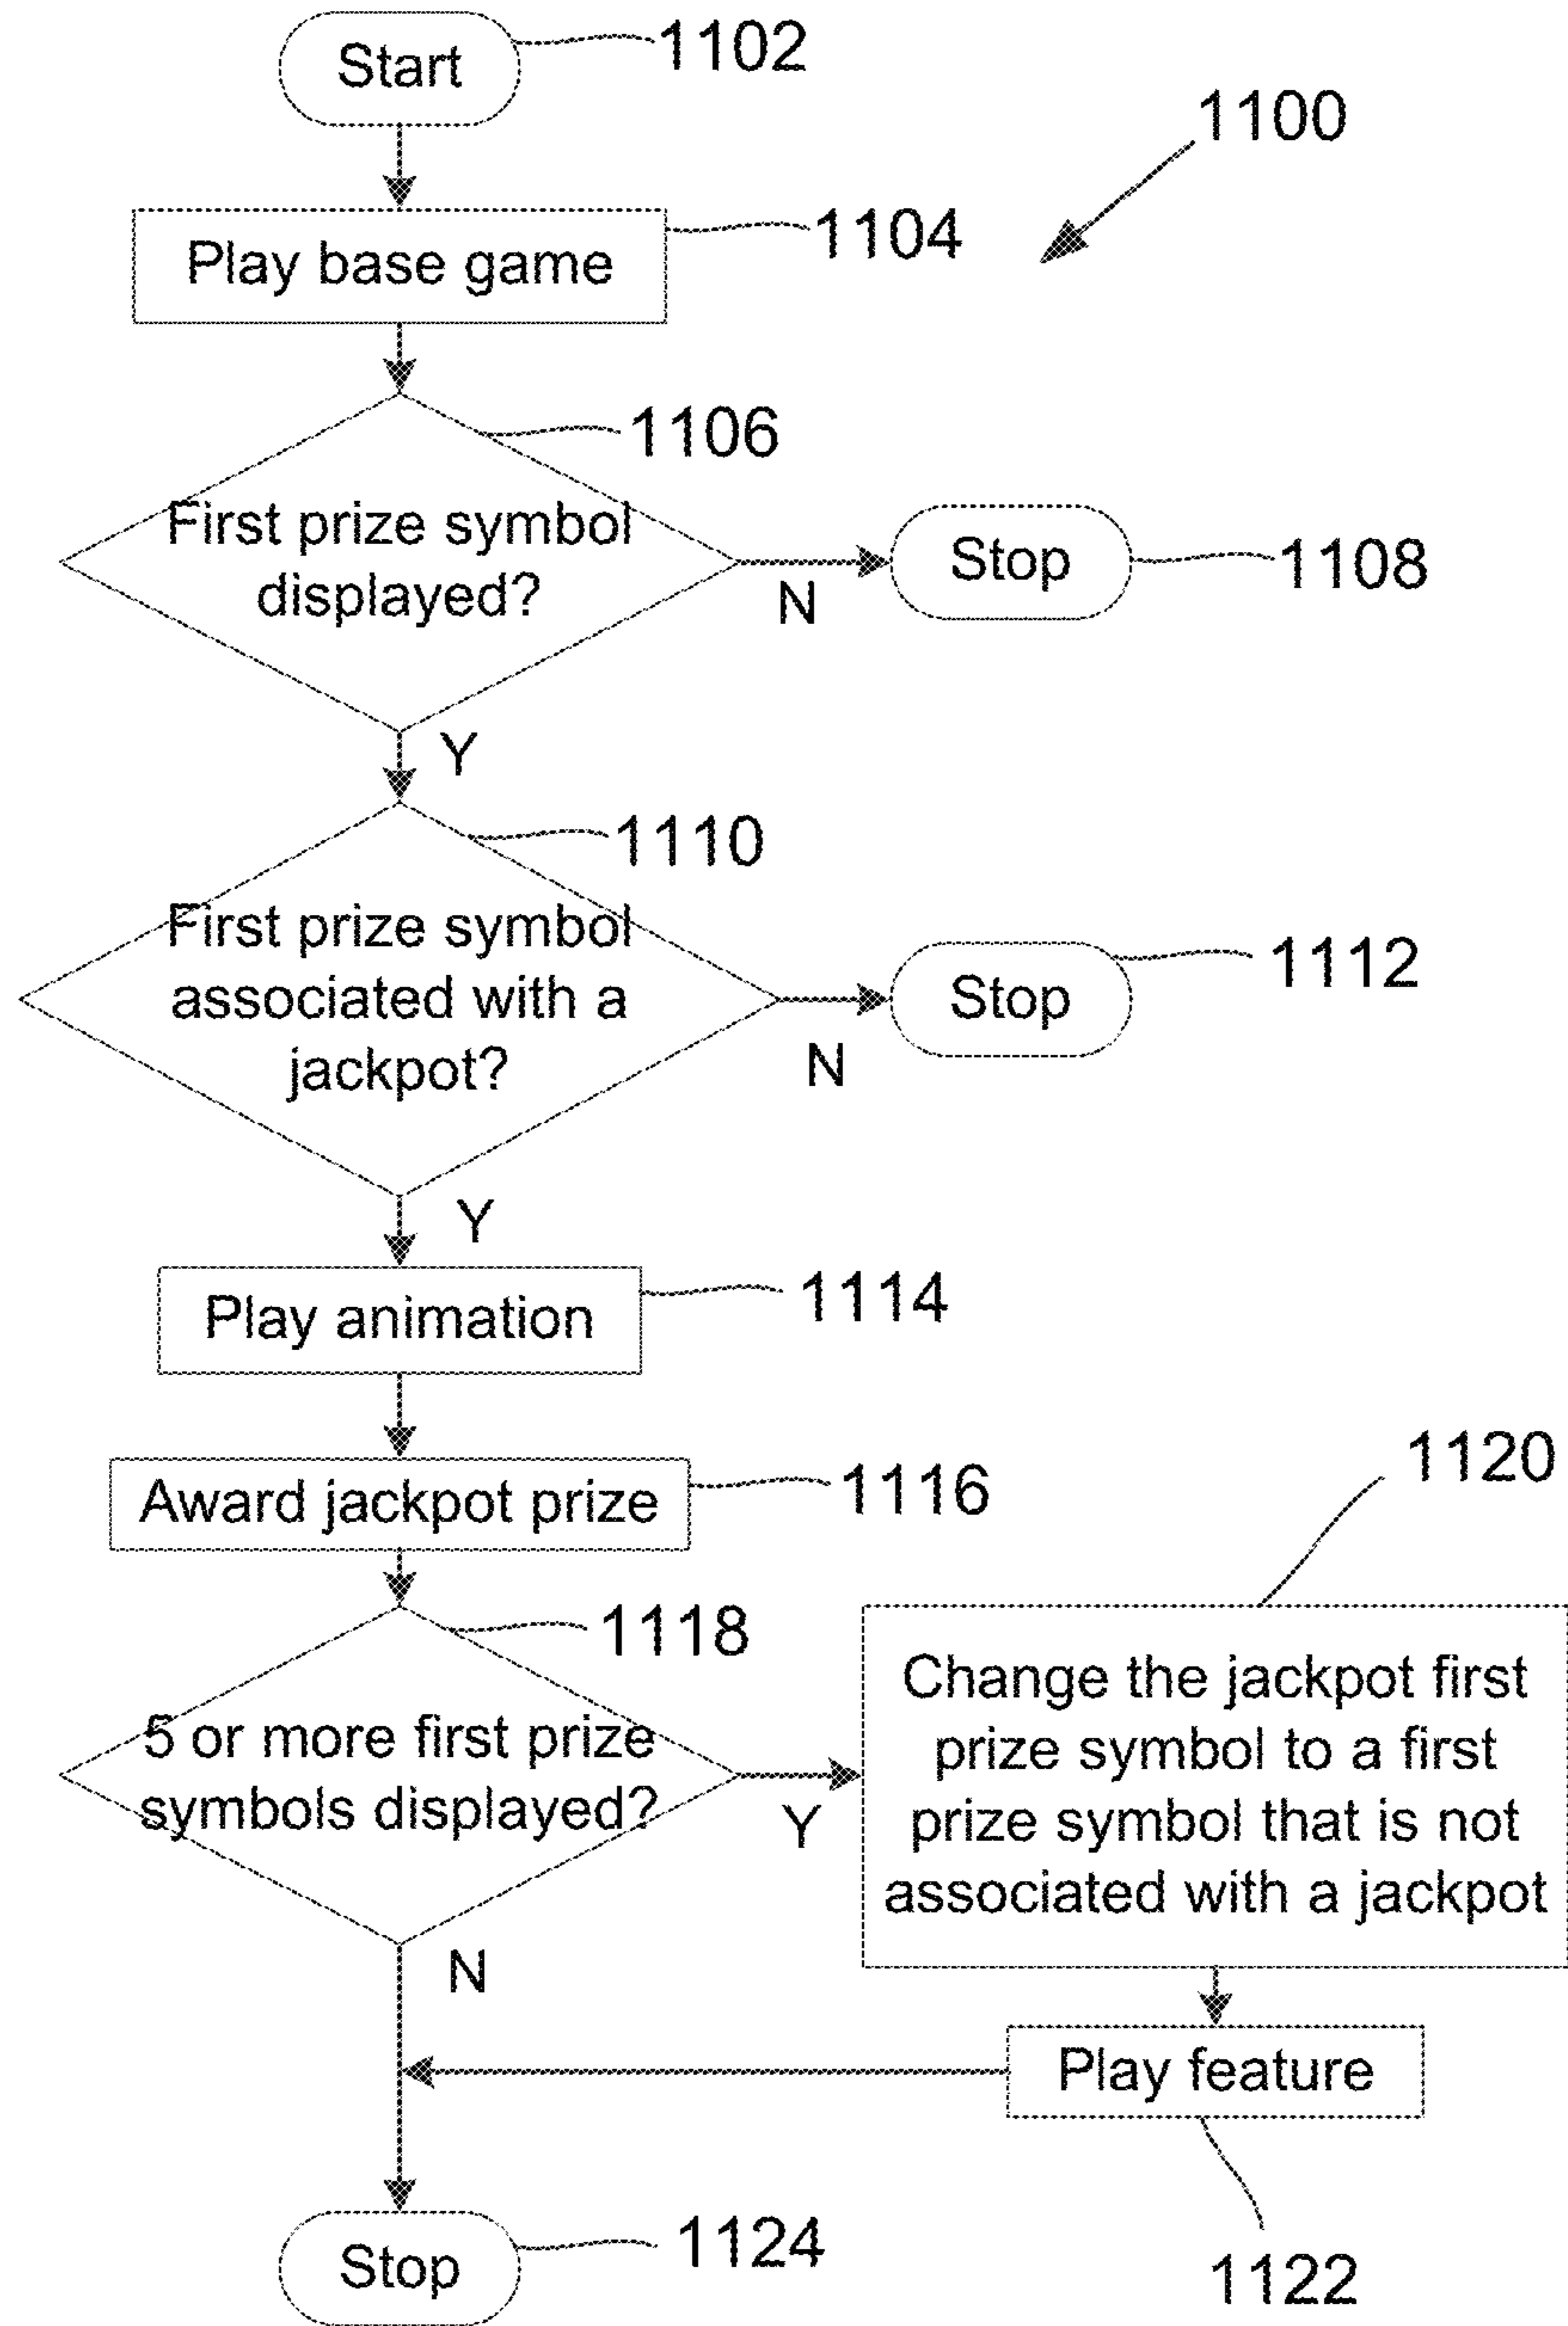 Start
1102
1100
Play base game
1104
1106
First prize symbol
displayed?
N
Stop
1108
Y
1110
First prize symbol
associated with a
jackpot?
N
Stop
1112
Y
Play animation
1114
Award jackpot prize
1116
1120
1118
5 or more first prize
symbols displayed?
Y
Change the jackpot first
prize symbol to a first
prize symbol that is not
associated with a jackpot
N
Play feature
1122
Stop
1124